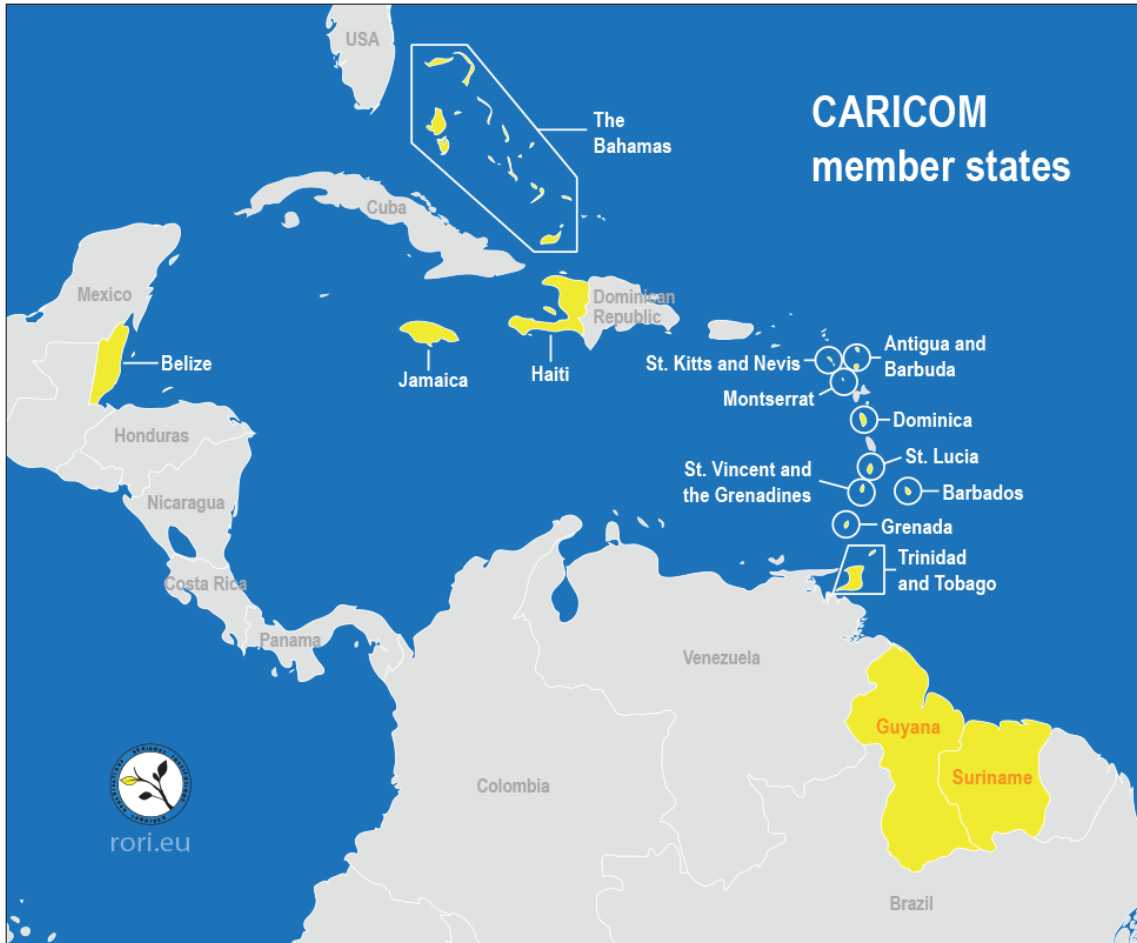 USA
CARICOM
member states
The
Bahamas
Cuba
Mexico
Dominican
Republic
Belize
Jamaica
Haiti
St. Kitts and Nevis
Antigua and
Barbuda
Montserrat
Dominica
Honduras
St. Lucia
St. Vincent and
the Grenadines
Barbados
Nicaragua
Grenada
Trinidad
and Tobago
Costa Rica
Panama
Venezuela
Guyana
Suriname
Colombia
rori.eu
Brazil